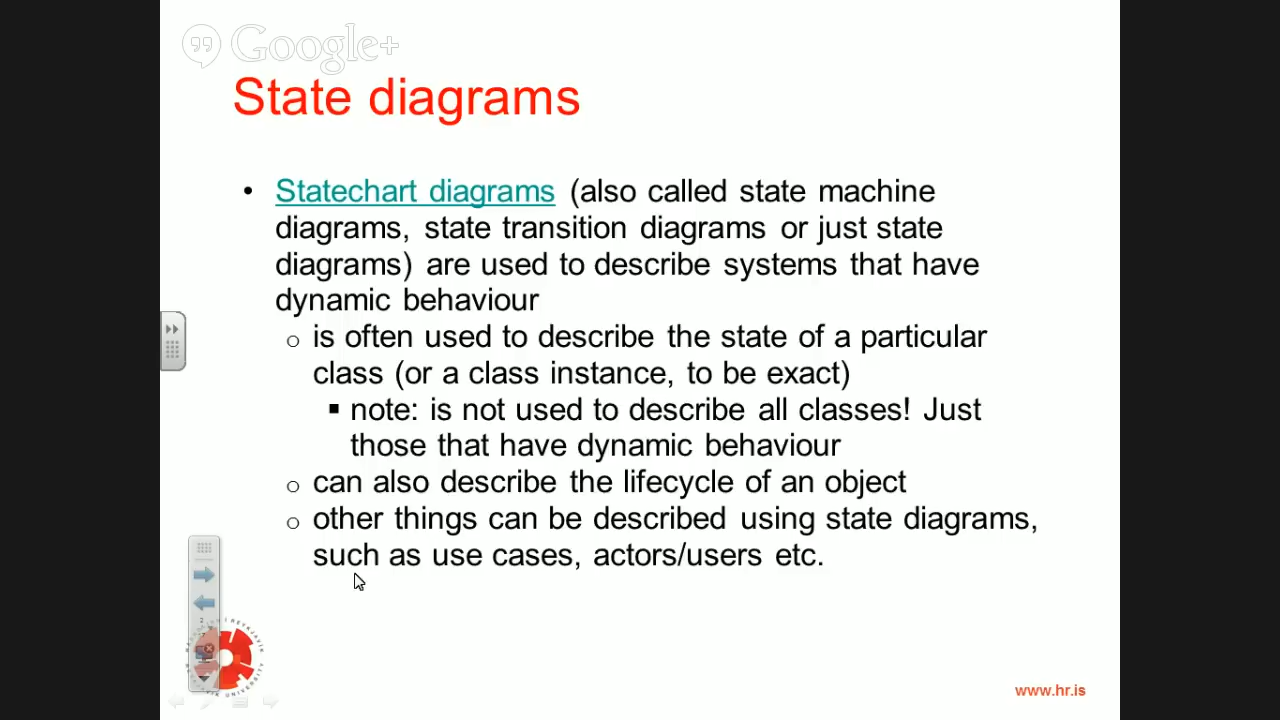 Google+
State diagrams
• Statechart diagrams (also called state machine
diagrams, state transition diagrams or just state
diagrams) are used to describe systems that have
dynamic behaviour
o is often used to describe the state of a particular
class (or a class instance, to be exact)
▪ note: is not used to describe all classes! Just
those that have dynamic behaviour
o can also describe the lifecycle of an object
o other things can be described using state diagrams,
such as use cases, actors/users etc.
www.hr.is